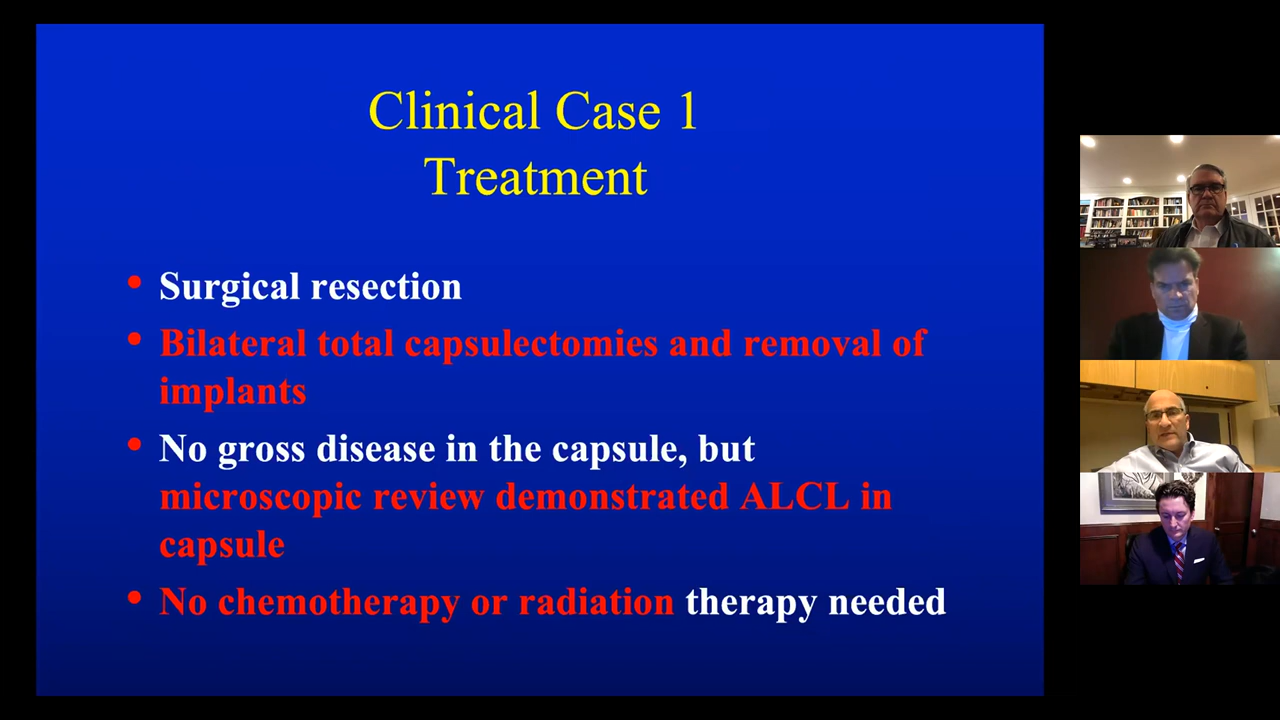 Clinical Case 1
Treatment
• Surgical resection
• Bilateral total capsulectomies and removal of
implants
• No gross disease in the capsule, but
microscopic review demonstrated ALCL in
capsule
• No chemotherapy or radiation therapy needed